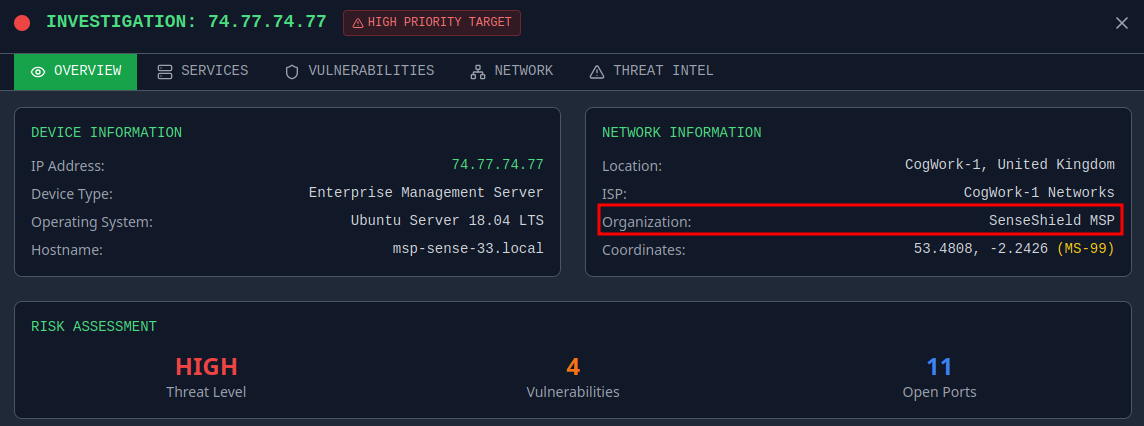 INVESTIGATION: 74.77.74.77 HIGH PRIORITY TARGET
OVERVIEW SERVICES VULNERABILITIES NETWORK THREAT INTEL
DEVICE INFORMATION
IP Address: 74.77.74.77
Device Type: Enterprise Management Server
Operating System: Ubuntu Server 18.04 LTS
Hostname: msp-sense-33.local
NETWORK INFORMATION
Location: CogWork-1, United Kingdom
ISP: CogWork-1 Networks
Organization: SenseShield MSP
Coordinates: 53.4808, -2.2426 (MS-99)
RISK ASSESSMENT
HIGH
Threat Level
4
Vulnerabilities
11
Open Ports